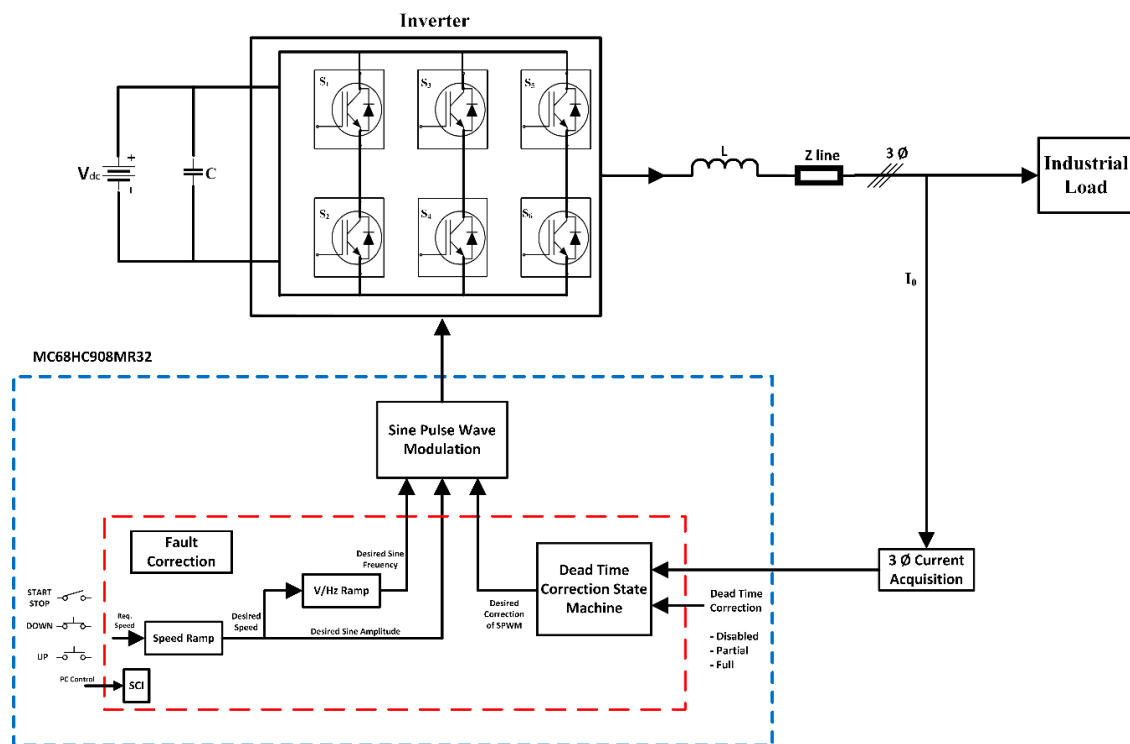 Inverter
S1
S3
S5
Vdc
+
-
C
S2
S4
S6
L
Z line
3 Ø
Industrial
Load
I0
MC68HC908MR32
Sine Pulse Wave
Modulation
Fault
Correction
Desired Sine
Freuency
V/Hz Ramp
START
STOP
DOWN
UP
Req.
Speed
Speed Ramp
Desired
Speed
Desired Sine Amplitude
PC Control
SCI
Desired
Correction
of SPWM
Dead Time
Correction State
Machine
3 Ø Current
Acquisition
Dead Time
Correction
- Disabled
- Partial
- Full